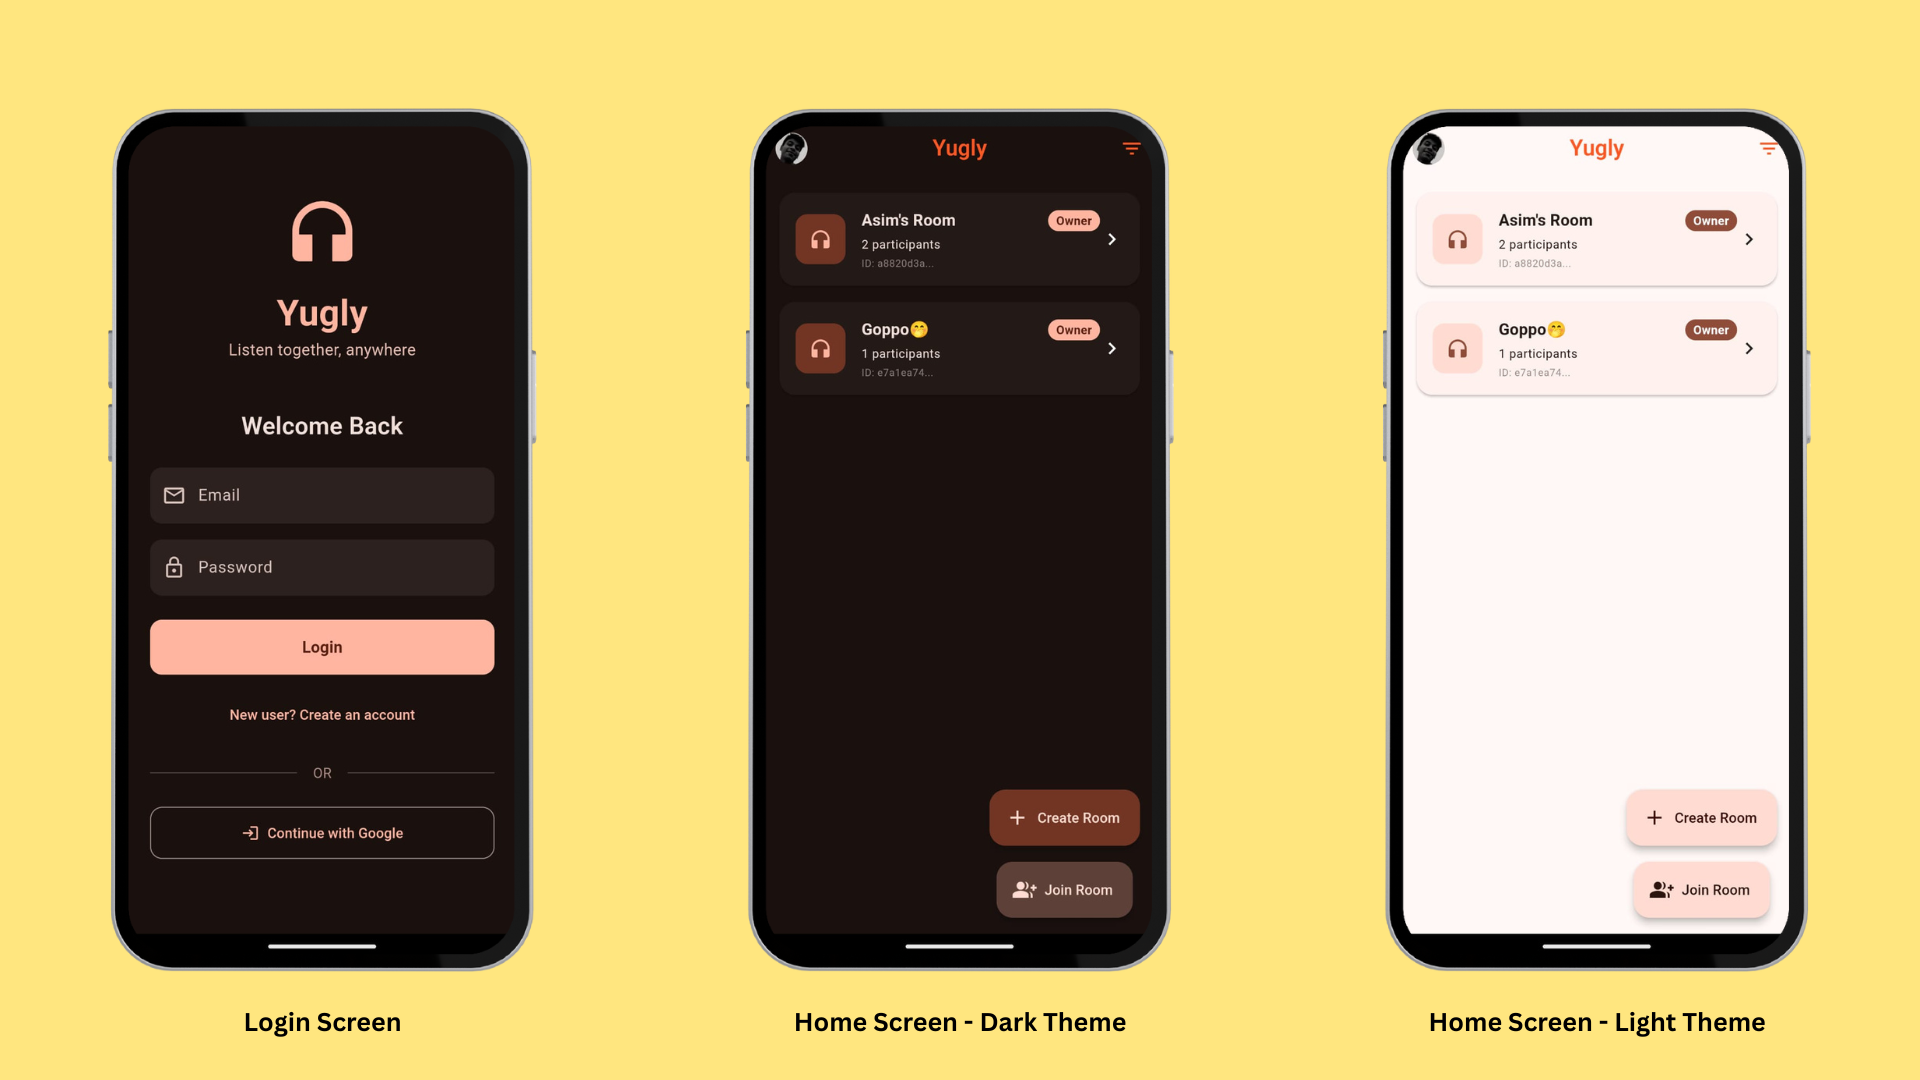 Yugly
Listen together, anywhere
Welcome Back
Email
Password
Login
New user? Create an account
OR
Continue with Google
Login Screen
Yugly
Asim's Room
Owner
2 participants
ID: a8820d3a...
Goppo🤭
Owner
1 participants
ID: e7a1ea74...
Create Room
Join Room
Home Screen - Dark Theme
Yugly
Asim's Room
Owner
2 participants
ID: a8820d3a...
Goppo🤭
Owner
1 participants
ID: e7a1ea74...
Create Room
Join Room
Home Screen - Light Theme